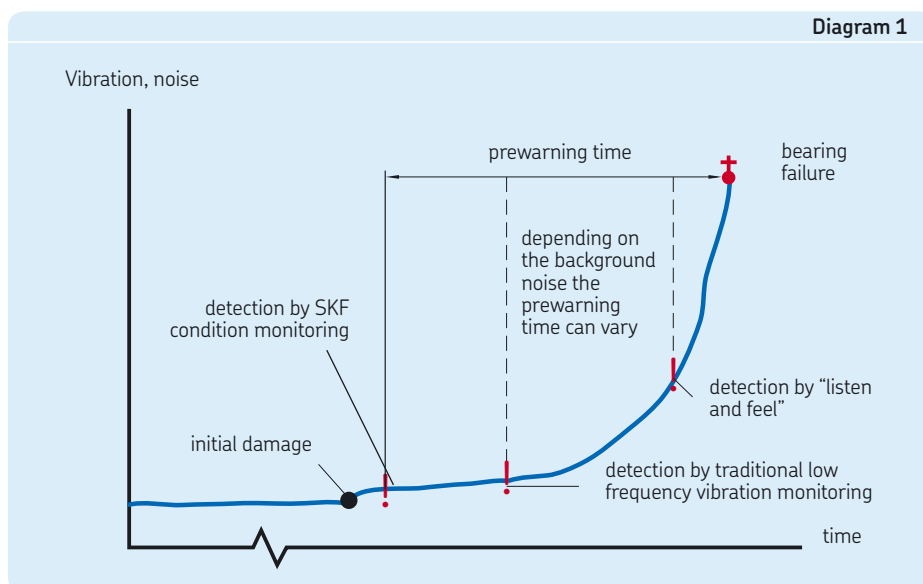 Diagram 1
Vibration, noise
prewarning time
bearing
failure
depending on
the background
noise the
prewarning
time can vary
detection by SKF
condition monitoring
detection by “listen
and feel”
initial damage
detection by traditional low
frequency vibration monitoring
time